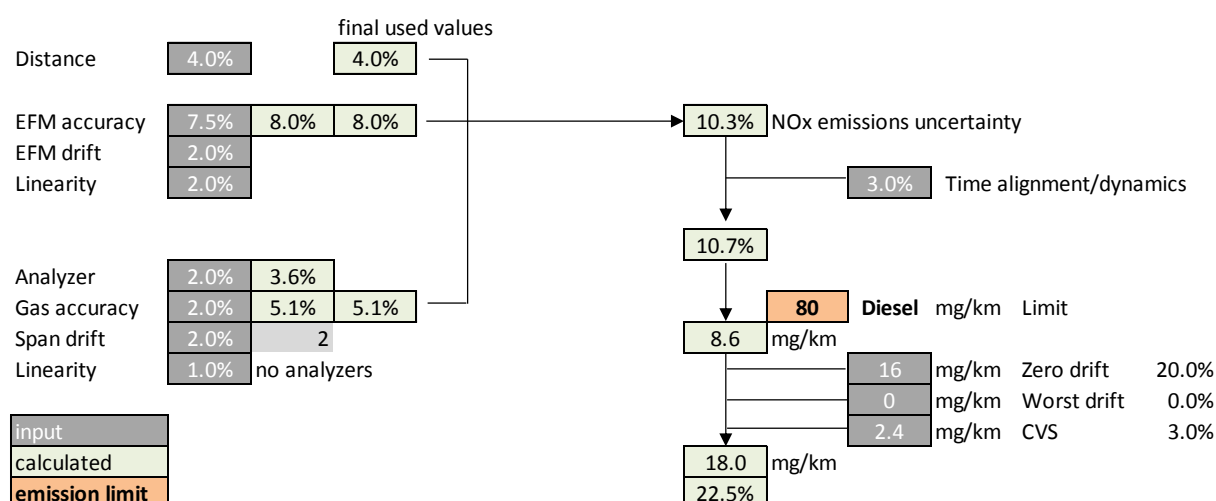 final used values
Distance 4.0% 4.0%
EFM accuracy 7.5% 8.0% 8.0% 10.3% NOx emissions uncertainty
EFM drift 2.0%
Linearity 2.0% 3.0% Time alignment/dynamics
10.7%
Analyzer 2.0% 3.6%
Gas accuracy 2.0% 5.1% 5.1% 80 Diesel mg/km Limit
Span drift 2.0% 2 8.6 mg/km
Linearity 1.0% no analyzers 16 mg/km Zero drift 20.0%
0 mg/km Worst drift 0.0%
input 2.4 mg/km CVS 3.0%
calculated 18.0 mg/km
emission limit 22.5%